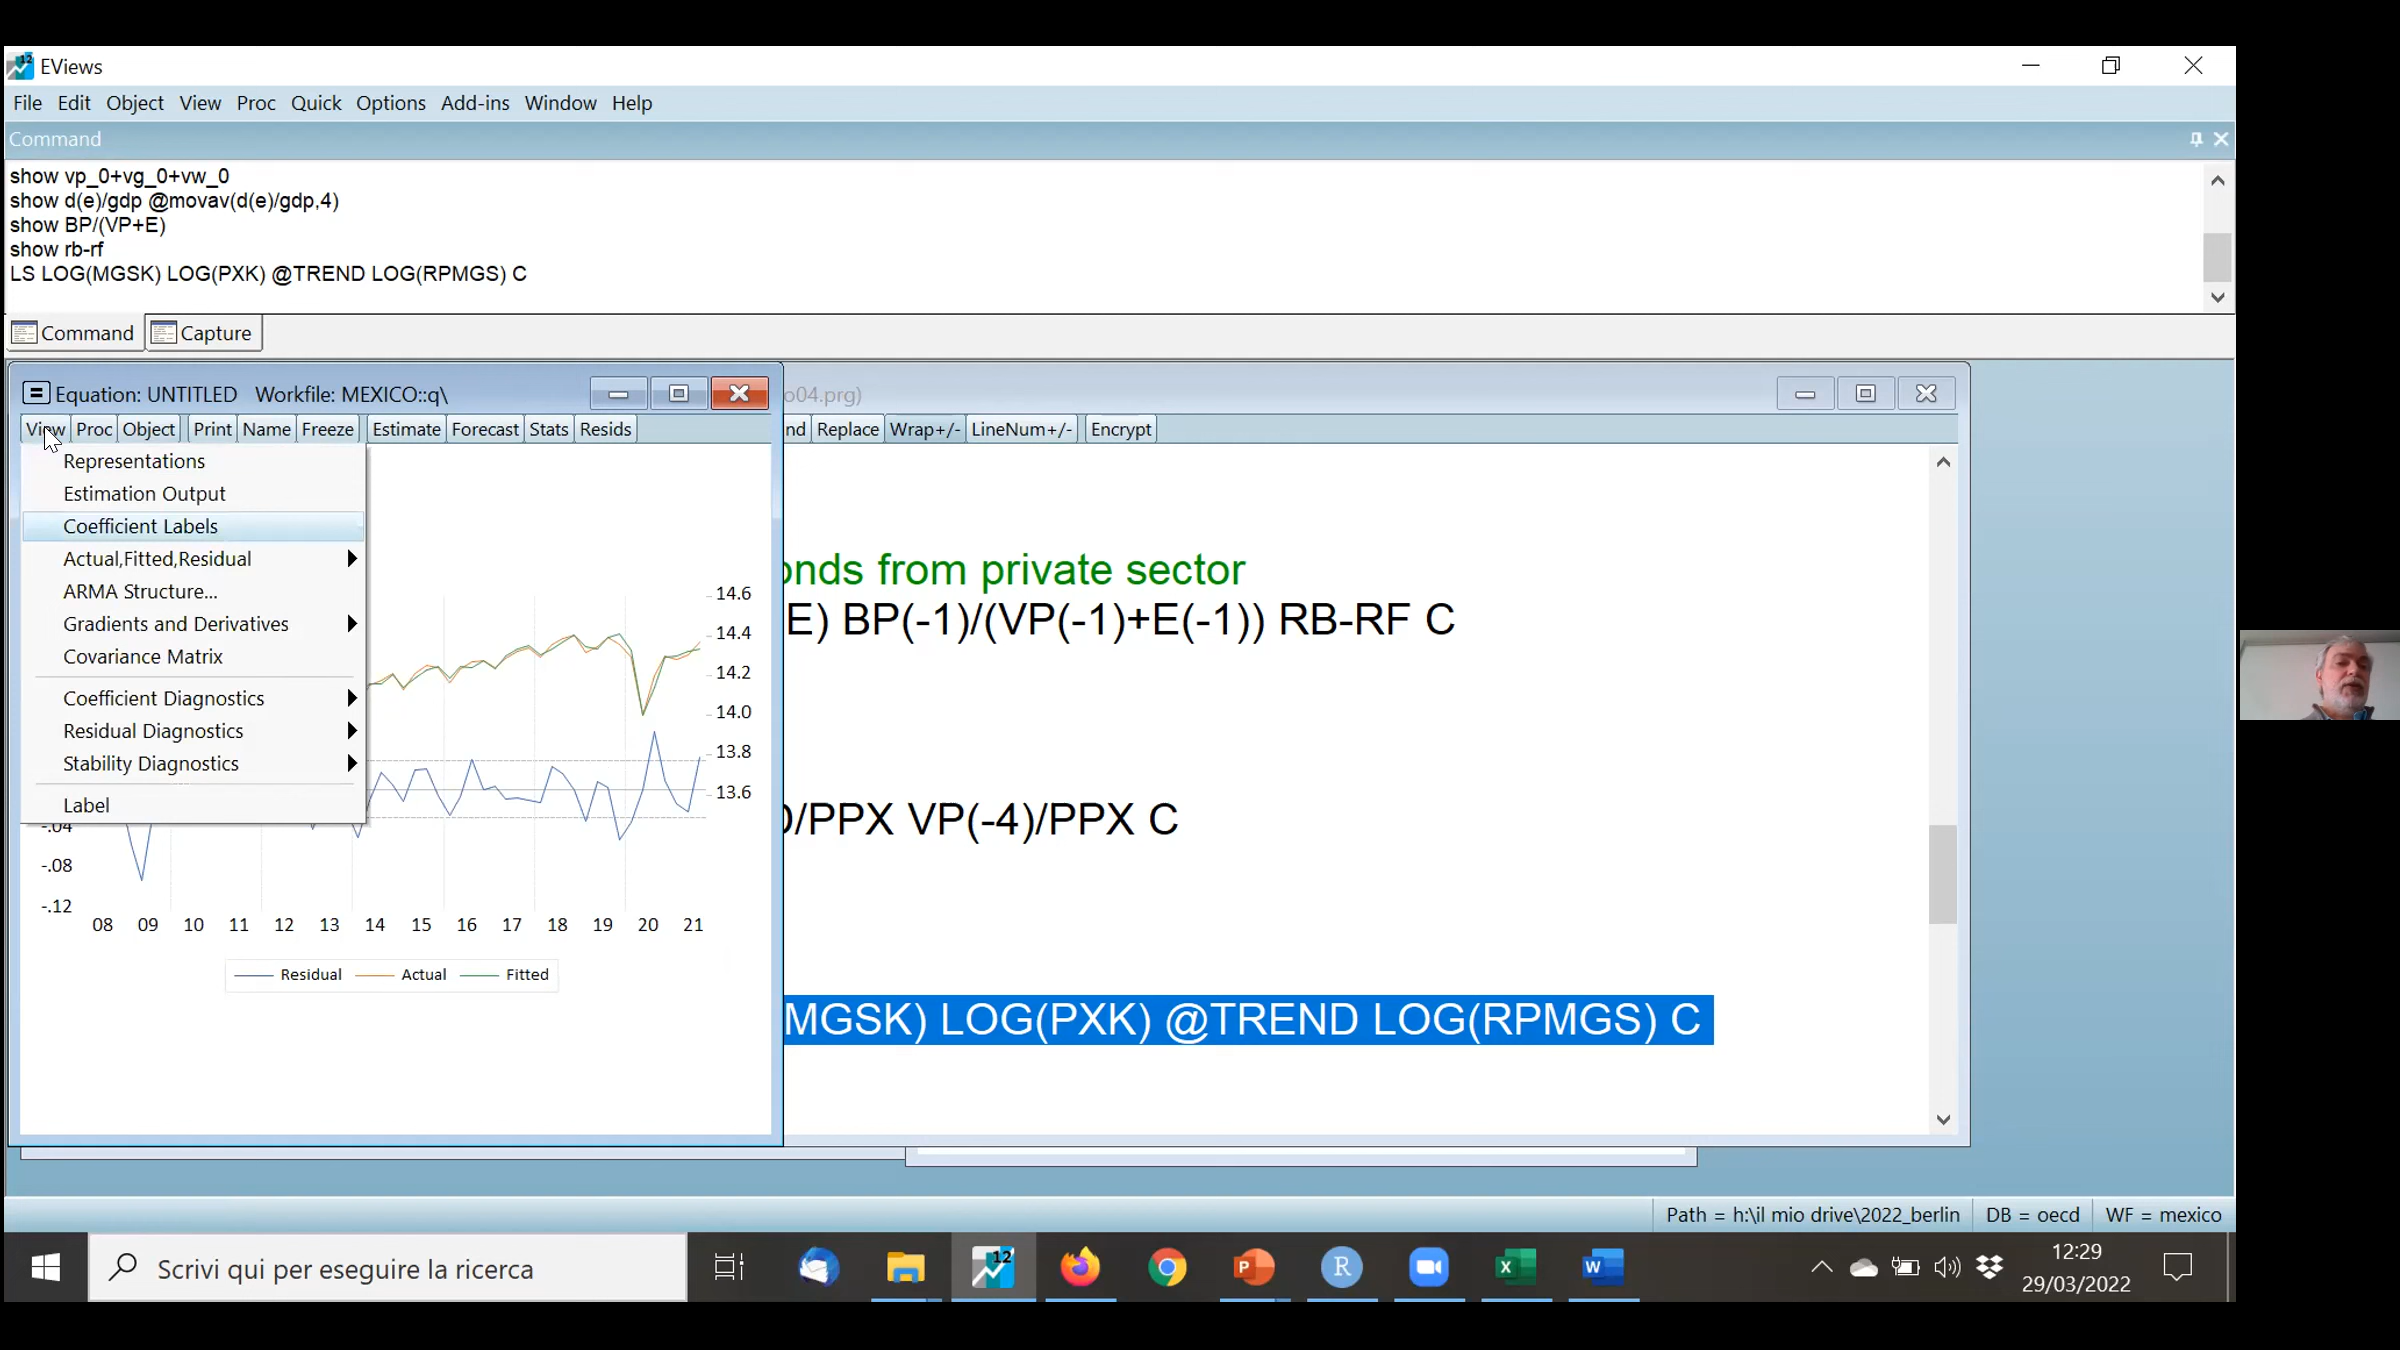 EViews
File Edit Object View Proc Quick Options Add-ins Window Help
Command
show vp_0+vg_0+vw_0
show d(e)/gdp @movav(d(e)/gdp,4)
show BP/(VP+E)
show rb-rf
LS LOG(MGSK) LOG(PXK) @TREND LOG(RPMGS) C
Command Capture
Equation: UNTITLED Workfile: MEXICO::q\
o04.prg)
View Proc Object Print Name Freeze Estimate Forecast Stats Resids
nd Replace Wrap+/- LineNum+/- Encrypt
Representations
Estimation Output
Coefficient Labels
Actual,Fitted,Residual
ARMA Structure...
Gradients and Derivatives
Covariance Matrix
Coefficient Diagnostics
Residual Diagnostics
Stability Diagnostics
Label
14.6
14.4
14.2
14.0
13.8
13.6
-.04
-.08
-.12
08 09 10 11 12 13 14 15 16 17 18 19 20 21
Residual Actual Fitted
onds from private sector
E) BP(-1)/(VP(-1)+E(-1)) RB-RF C
/PPX VP(-4)/PPX C
MGSK) LOG(PXK) @TREND LOG(RPMGS) C
Path = h:\il mio drive\2022_berlin DB = oecd WF = mexico
Scrivi qui per eseguire la ricerca
12
12:29
29/03/2022